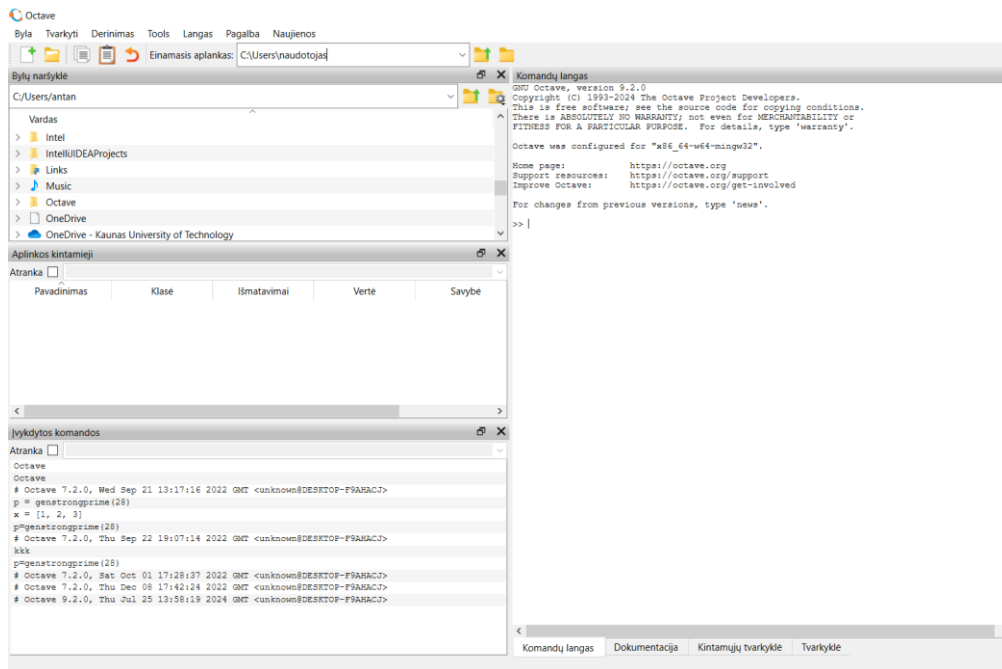 Octave
Byla Tvarkyti Derinimas Tools Langas Pagalba Naujienos
Einamasis aplankas: C:\Users\naudotojas
Bylų naršyklė
C:/Users/antan
Vardas
Intel
IntelliJIDEAProjects
Links
Music
Octave
OneDrive
OneDrive - Kaunas University of Technology
Aplinkos kintamieji
Atranka
Pavadinimas Klasė Išmatavimai Vertė Savybė
Įvykdytos komandos
Atranka
Octave
Octave
# Octave 7.2.0, Wed Sep 21 13:17:16 2022 GMT <unknown@DESKTOP-F9AHACJ>
p = genstrongprime(28)
x = [1, 2, 3]
p=genstrongprime(28)
# Octave 7.2.0, Thu Sep 22 19:07:14 2022 GMT <unknown@DESKTOP-F9AHACJ>
kkk
p=genstrongprime(28)
# Octave 7.2.0, Sat Oct 01 17:28:37 2022 GMT <unknown@DESKTOP-F9AHACJ>
# Octave 7.2.0, Thu Dec 08 17:42:24 2022 GMT <unknown@DESKTOP-F9AHACJ>
# Octave 9.2.0, Thu Jul 25 13:58:19 2024 GMT <unknown@DESKTOP-F9AHACJ>
Komandų langas
GNU Octave, version 9.2.0
Copyright (C) 1993-2024 The Octave Project Developers.
This is free software; see the source code for copying conditions.
There is ABSOLUTELY NO WARRANTY; not even for MERCHANTABILITY or
FITNESS FOR A PARTICULAR PURPOSE. For details, type 'warranty'.
Octave was configured for "x86_64-w64-mingw32".
Home page: https://octave.org
Support resources: https://octave.org/support
Improve Octave: https://octave.org/get-involved
For changes from previous versions, type 'news'.
>>
Komandų langas Dokumentacija Kintamųjų tvarkyklė Tvarkyklė